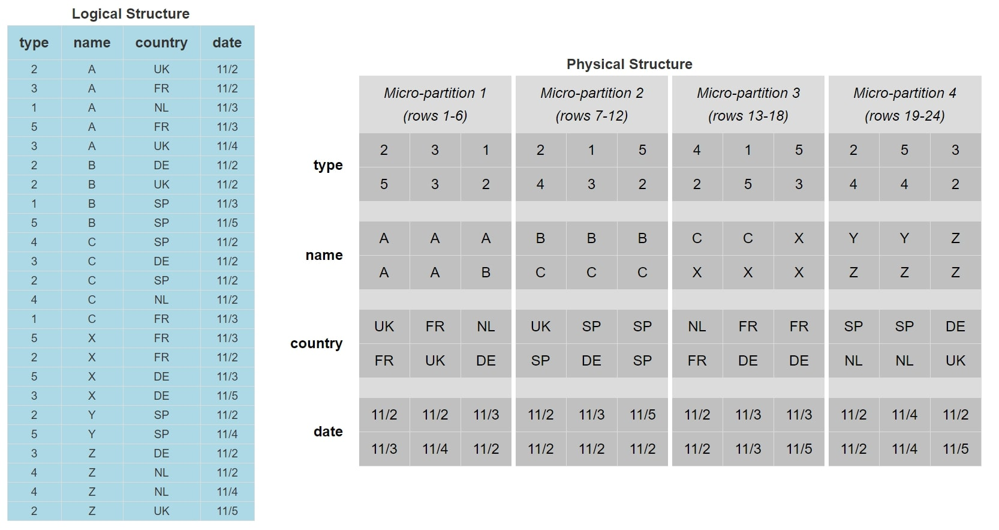 Logical Structure
type name country date
2 A UK 11/2
3 A FR 11/2
1 A NL 11/3
5 A FR 11/3
3 A UK 11/4
2 B DE 11/2
2 B UK 11/2
1 B SP 11/3
5 B SP 11/5
4 C SP 11/2
3 C DE 11/2
2 C SP 11/2
4 C NL 11/2
1 C FR 11/3
5 X FR 11/3
2 X FR 11/2
5 X DE 11/3
3 X DE 11/5
2 Y SP 11/2
5 Y SP 11/4
3 Z DE 11/2
4 Z NL 11/2
4 Z NL 11/4
2 Z UK 11/5
Physical Structure
Micro-partition 1 Micro-partition 2 Micro-partition 3 Micro-partition 4
(rows 1-6) (rows 7-12) (rows 13-18) (rows 19-24)
type
2 3 1 2 1 5 4 1 5 2 5 3
5 3 2 4 3 2 2 5 3 4 4 2
name
A A A B B B C C X Y Y Z
A A B C C C X X X Z Z Z
country
UK FR NL UK SP SP NL FR FR SP SP DE
FR UK DE SP DE SP FR DE DE NL NL UK
date
11/2 11/2 11/3 11/2 11/3 11/5 11/2 11/3 11/3 11/2 11/4 11/2
11/3 11/4 11/2 11/2 11/2 11/2 11/2 11/3 11/5 11/2 11/4 11/5